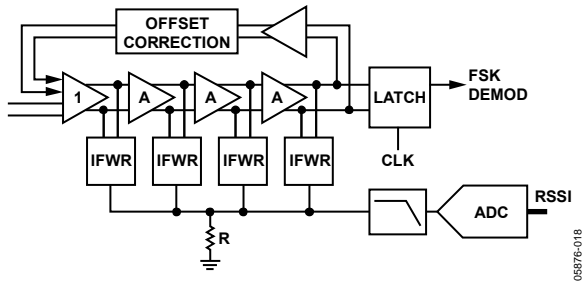 OFFSET
CORRECTION
1
A
A
A
LATCH
FSK
DEMOD
IFWR
IFWR
IFWR
IFWR
CLK
R
ADC
RSSI
05876-018